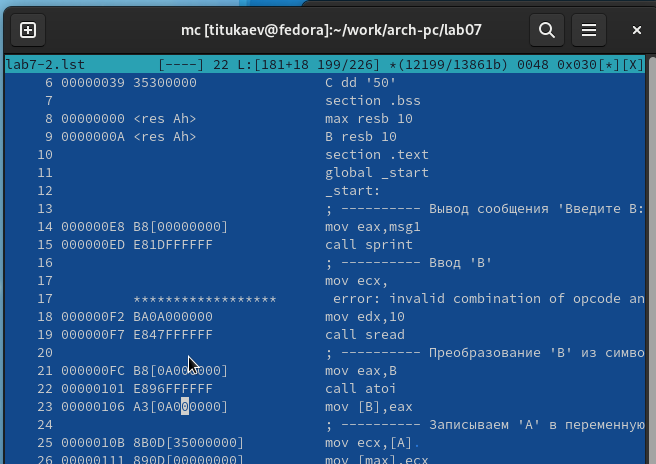 mc [titukaev@fedora]:~/work/arch-pc/lab07
lab7-2.lst [----] 22 L:[181+18 199/226] *(12199/13861b) 0048 0x030[*][X]
6 00000039 35300000 C dd '50'
7 section .bss
8 00000000 <res Ah> max resb 10
9 0000000A <res Ah> B resb 10
10 section .text
11 global _start
12 _start:
13 ; ---------- Вывод сообщения 'Введите B:
14 000000E8 B8[00000000] mov eax,msg1
15 000000ED E81DFFFFFF call sprint
16 ; ---------- Ввод 'B'
17 mov ecx,
17 ****************** error: invalid combination of opcode an
18 000000F2 BA0A000000 mov edx,10
19 000000F7 E847FFFFFF call sread
20 ; ---------- Преобразование 'B' из симво
21 000000FC B8[0A000000] mov eax,B
22 00000101 E896FFFFFF call atoi
23 00000106 A3[0A000000] mov [B],eax
24 ; ---------- Записываем 'A' в переменную
25 0000010B 8B0D[35000000] mov ecx,[A].
26 00000111 890D[00000000] mov [max],ecx